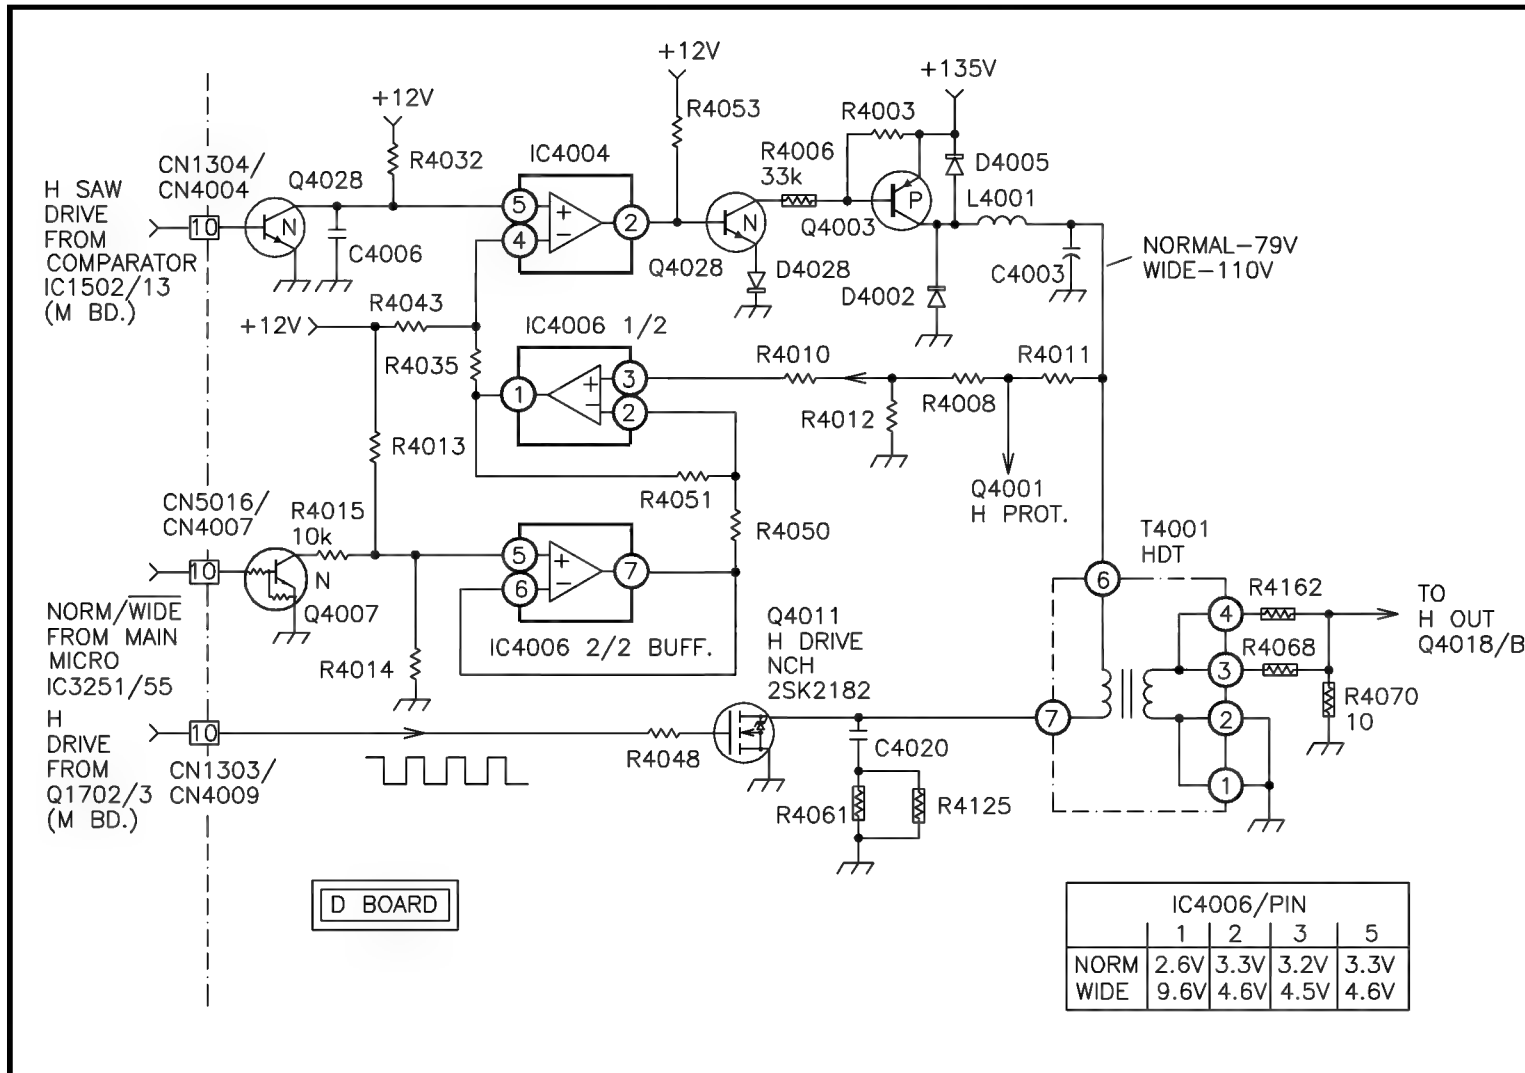 +12V
+135V
+12V
R4053
R4003
CN1304/
CN4004
R4032
IC4004
R4006
33k
D4005
H SAW
DRIVE
FROM
COMPARATOR
IC1502/13
(M BD.)
Q4028
10
N
C4006
5
+
4
−
2
N
Q4028
D4028
Q4003
P
L4001
D4002
C4003
NORMAL-79V
WIDE-110V
R4043
+12V
R4035
IC4006 1/2
1
3
+
2
−
R4010
R4012
R4008
R4011
R4013
R4051
Q4001
H PROT.
CN5016/
CN4007
R4015
10k
R4050
10
N
Q4007
5
+
6
−
7
IC4006 2/2 BUFF.
NORM/WIDE
FROM MAIN
MICRO
IC3251/55
R4014
Q4011
H DRIVE
NCH
2SK2182
T4001
HDT
6
4
3
2
1
7
R4162
R4068
R4070
10
TO
H OUT
Q4018/B
H
DRIVE
FROM
Q1702/3
(M BD.)
10
CN1303/
CN4009
R4048
C4020
R4061
R4125
D BOARD
IC4006/PIN
1 2 3 5
NORM 2.6V 3.3V 3.2V 3.3V
WIDE 9.6V 4.6V 4.5V 4.6V